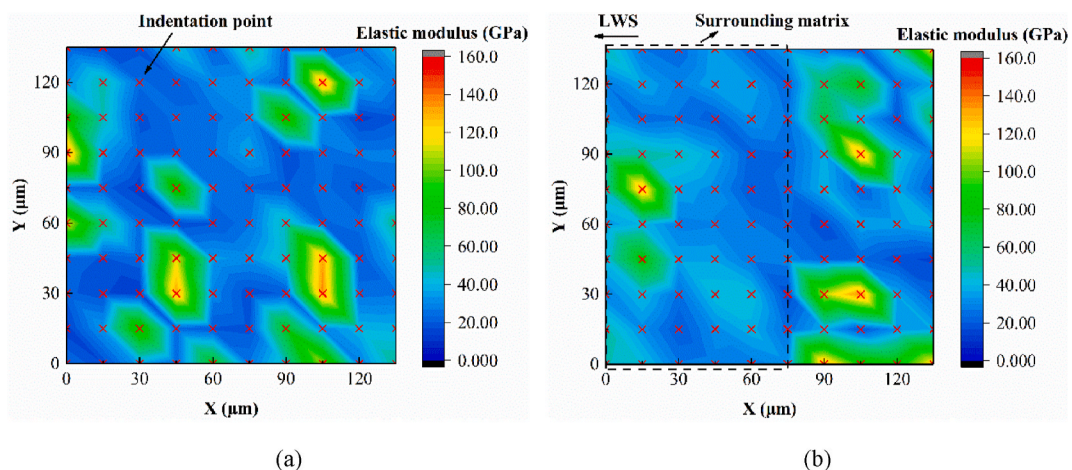 Indentation point
Elastic modulus (GPa)
160.0
140.0
120.0
100.0
80.00
60.00
40.00
20.00
0.000
120
90
60
30
0
Y (μm)
0 30 60 90 120
X (μm)
(a)
LWS
Surrounding matrix
Elastic modulus (GPa)
160.0
140.0
120.0
100.0
80.00
60.00
40.00
20.00
0.000
120
90
60
30
0
Y (μm)
0 30 60 90 120
X (μm)
(b)